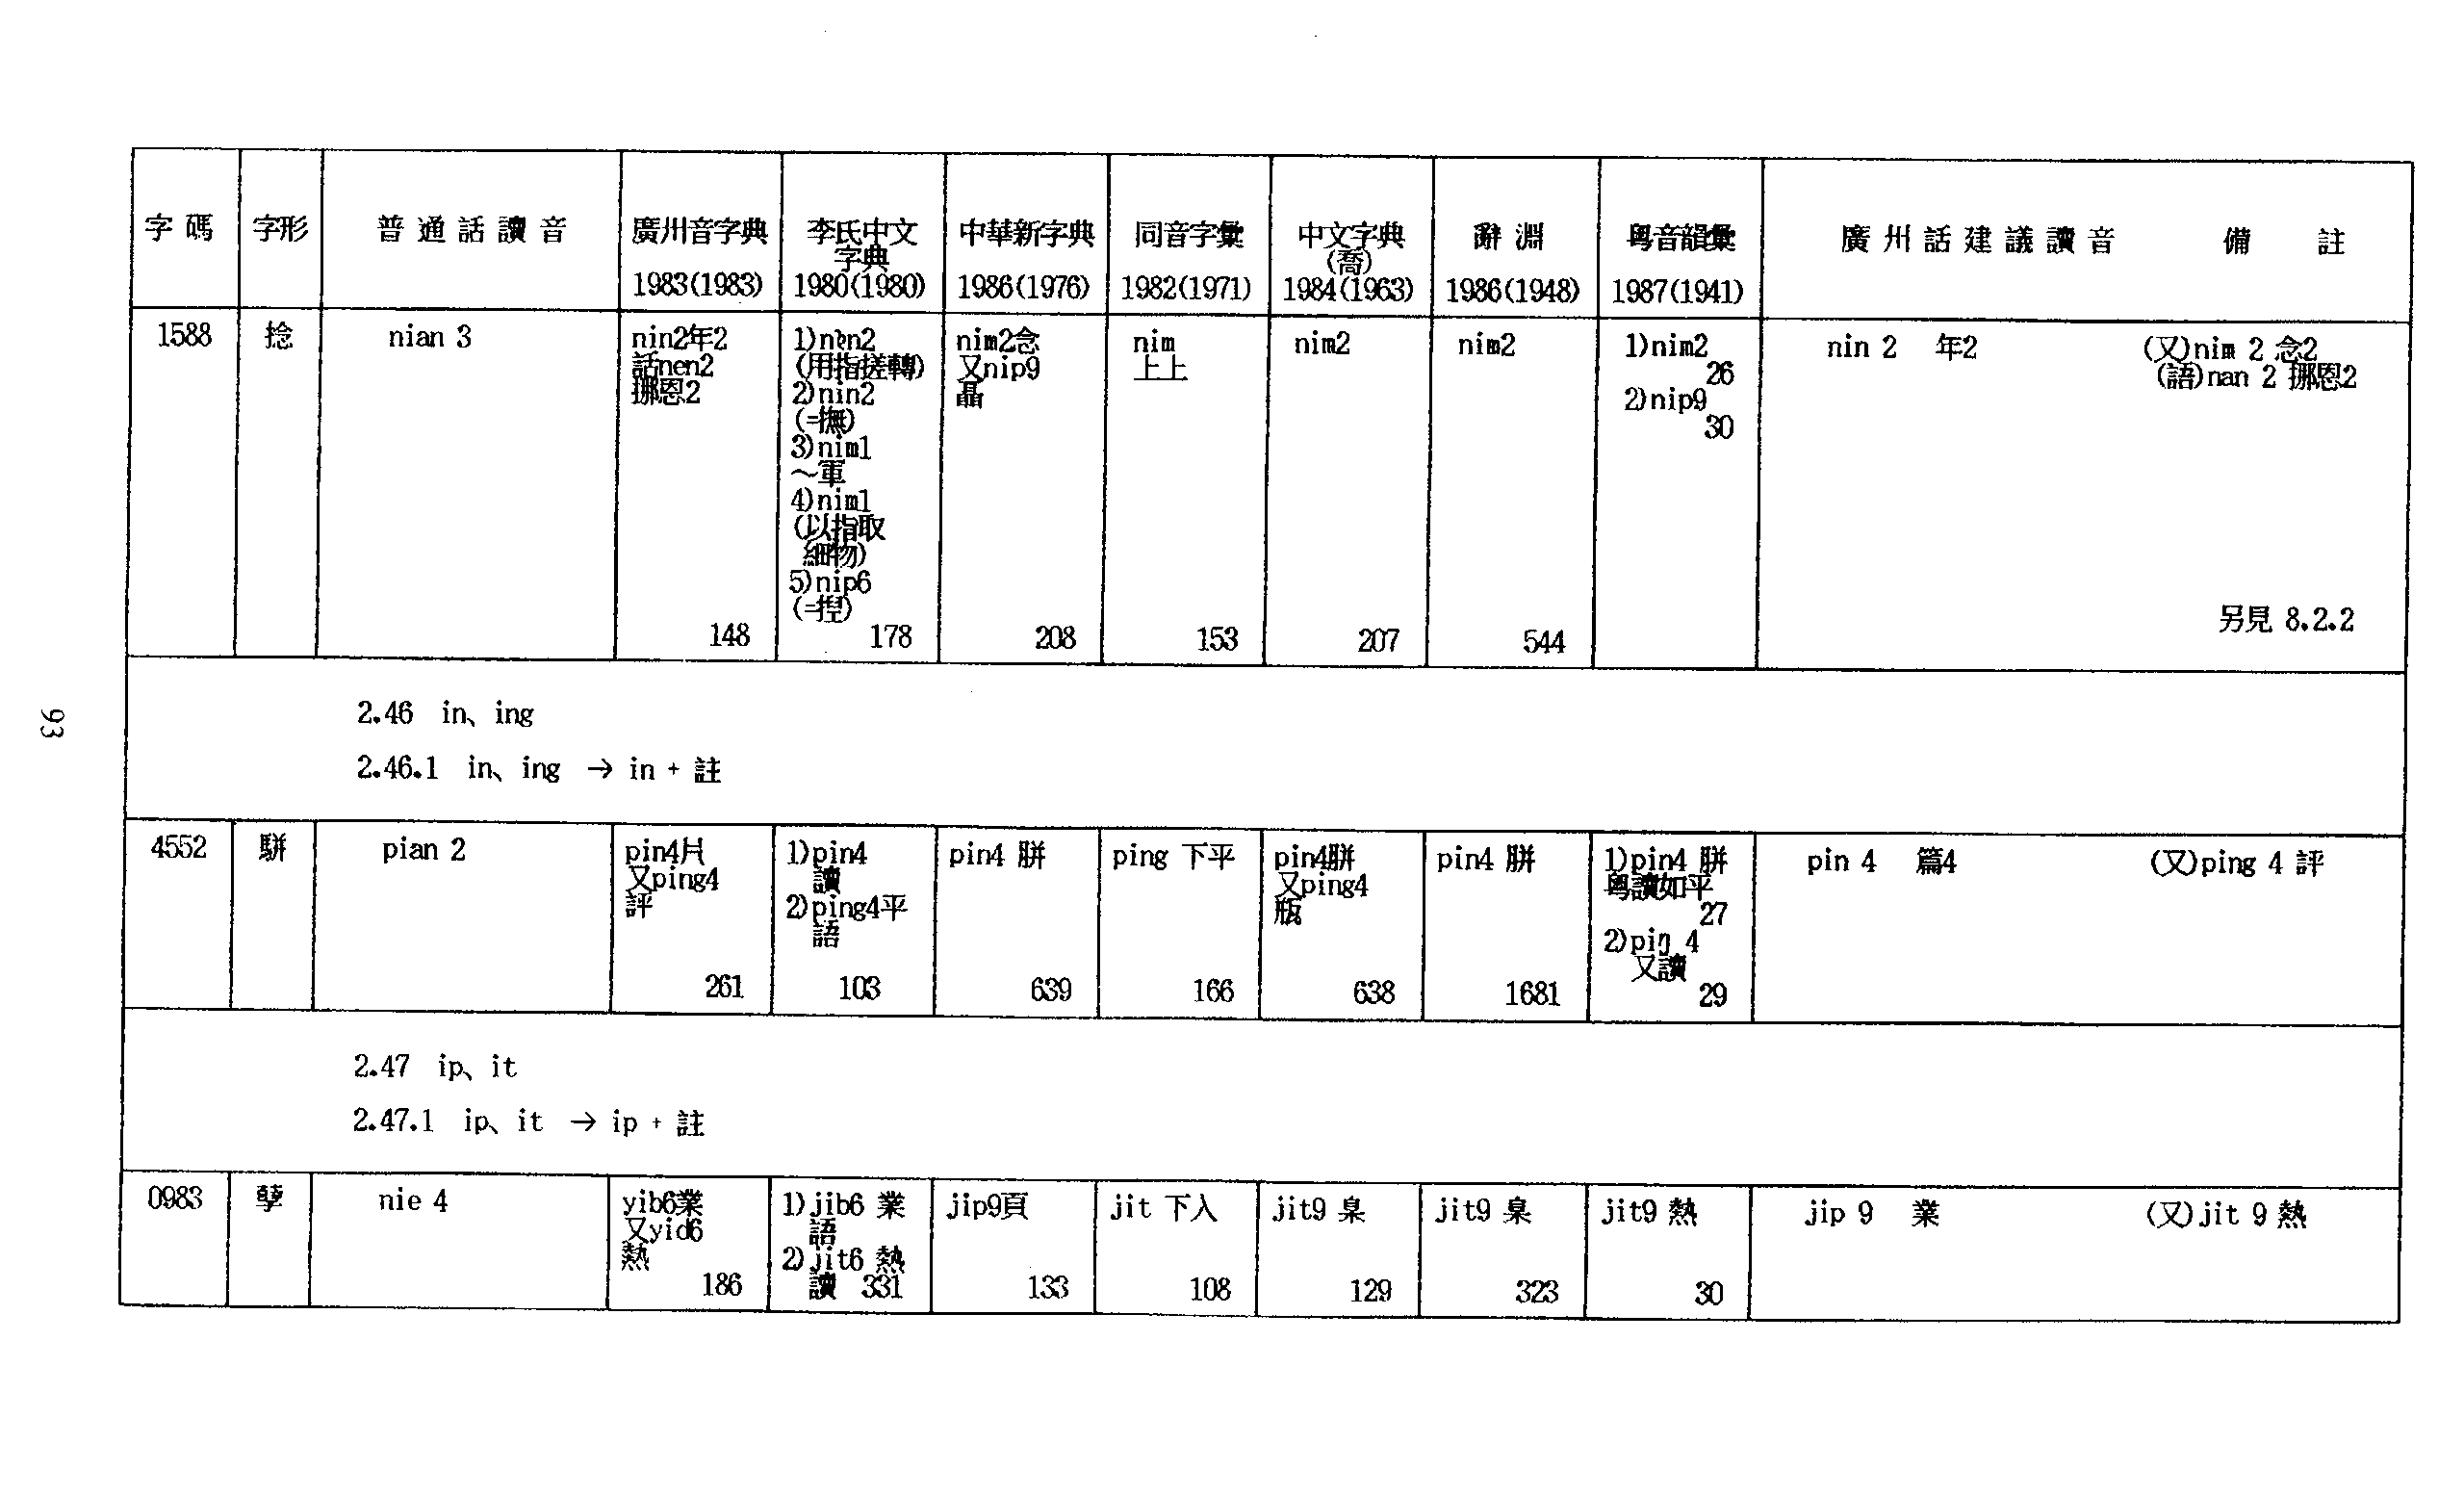 字碼 字形 普通話讀音 廣州音字典 1983(1983) 李氏中文字典 1980(1980) 中華新字典 1986(1976) 同音字彙 1982(1971) 中文字典(喬) 1984(1963) 辭淵 1986(1948) 粵音韻彙 1987(1941) 廣州話建議讀音 備註
1588 捻 nian 3
nin2年2
話nen2
挪恩2
148
1)nen2
(用指搓轉)
2)nin2
(=撫)
3)nim1
～軍
4)nim1
(以指取
細物)
5)nip6
(=揑)
178
nim2念
又nip9
聶
208
nim
上上
153
nim2
207
nim2
544
1)nim2
26
2)nip9
30
nin 2 年2
(又)nim 2 念2
(語)nan 2 挪恩2
另見 8.2.2
93
2.46 in、ing
2.46.1 in、ing → in + 註
4552 駢 pian 2
pin4片
又ping4
評
261
1)pin4
讀
2)ping4平
語
103
pin4 胼
639
ping 下平
166
pin4胼
又ping4
瓶
638
pin4 胼
1681
1)pin4 胼
粵讀如平
27
2)piŋ 4
又讀
29
pin 4 篇4
(又)ping 4 評
2.47 ip、it
2.47.1 ip、it → ip + 註
0983 孽 nie 4
yib6業
又yid6
熱
186
1)jib6 業
語
2)jit6 熱
讀 331
jip9頁
133
jit 下入
108
jit9 臬
129
jit9 臬
323
jit9 熱
30
jip 9 業
(又)jit 9 熱